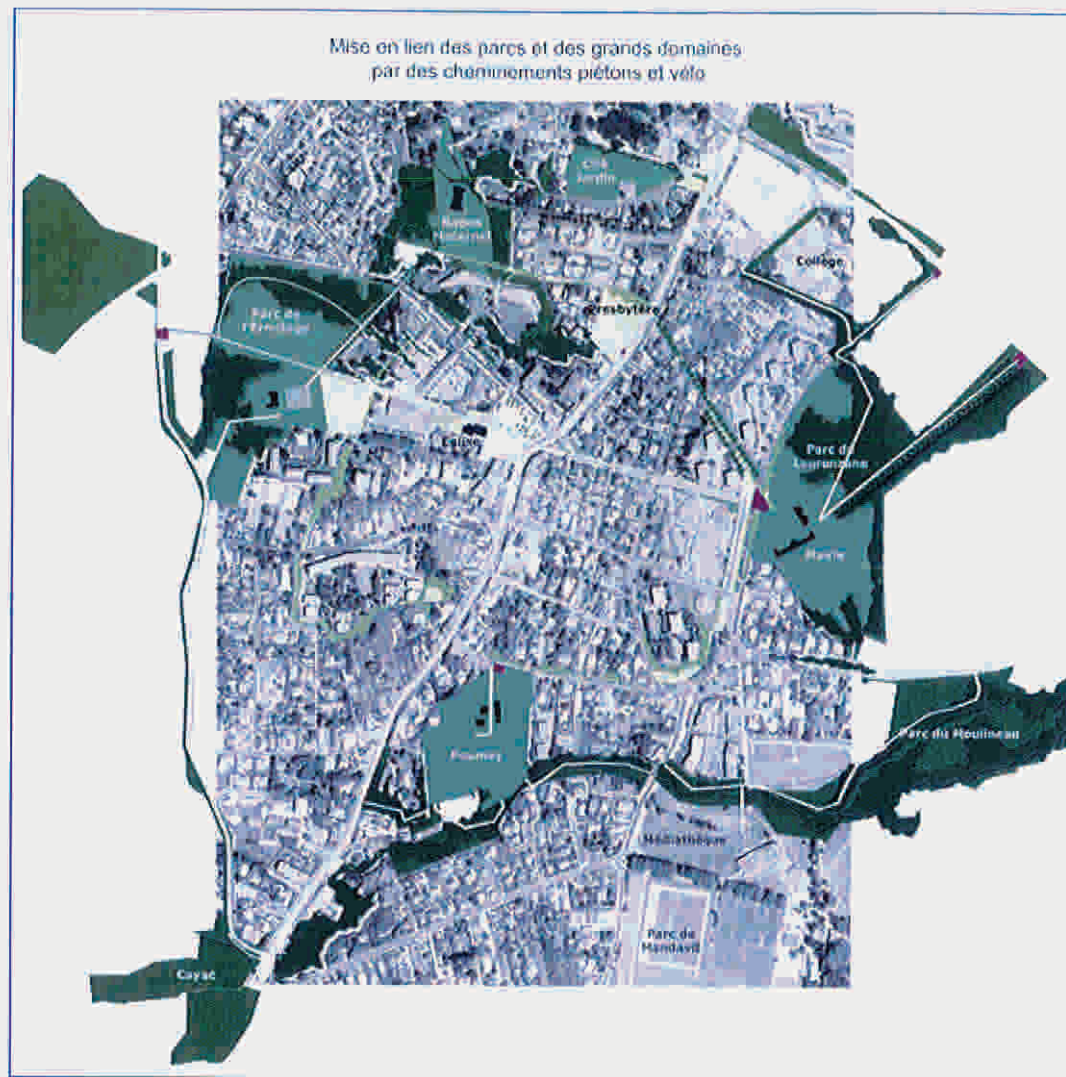 Mise en lien des parcs et des grands domaines
par des cheminements piétons et vélo
Cité
Jardin
Collège
Presbytère
Parc de
l'Ermitage
Eglise
Parc de
Mairie
Parc du Moulineau
Médiathèque
Parc de
Mandavit
Cayac